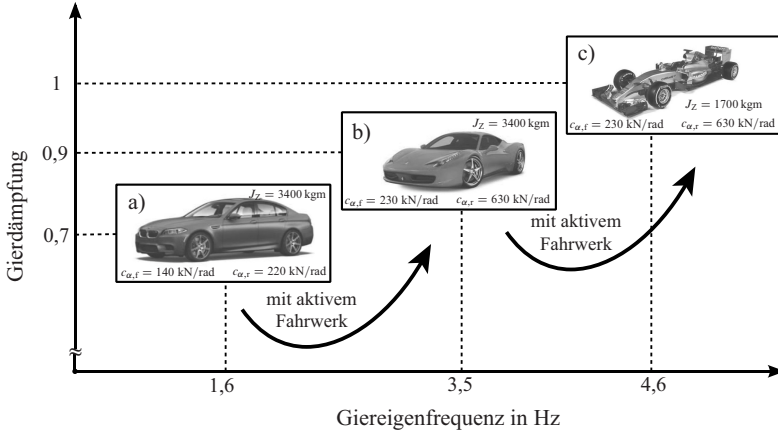 Gierdämpfung
1
0,9
0,7
≈
a)
J_Z = 3400 kgm
c_α,f = 140 kN/rad c_α,r = 220 kN/rad
b)
J_Z = 3400 kgm
c_α,f = 230 kN/rad c_α,r = 630 kN/rad
c)
J_Z = 1700 kgm
c_α,f = 230 kN/rad c_α,r = 630 kN/rad
mit aktivem
Fahrwerk
mit aktivem
Fahrwerk
1,6
3,5
4,6
Giereigenfrequenz in Hz